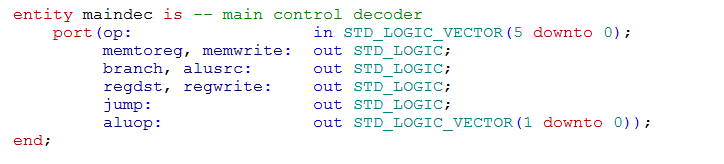 entity maindec is -- main control decoder
    port(op:                 in STD_LOGIC_VECTOR(5 downto 0);
         memtoreg, memwrite: out STD_LOGIC;
         branch, alusrc:     out STD_LOGIC;
         regdst, regwrite:   out STD_LOGIC;
         jump:               out STD_LOGIC;
         aluop:              out STD_LOGIC_VECTOR(1 downto 0));
end;